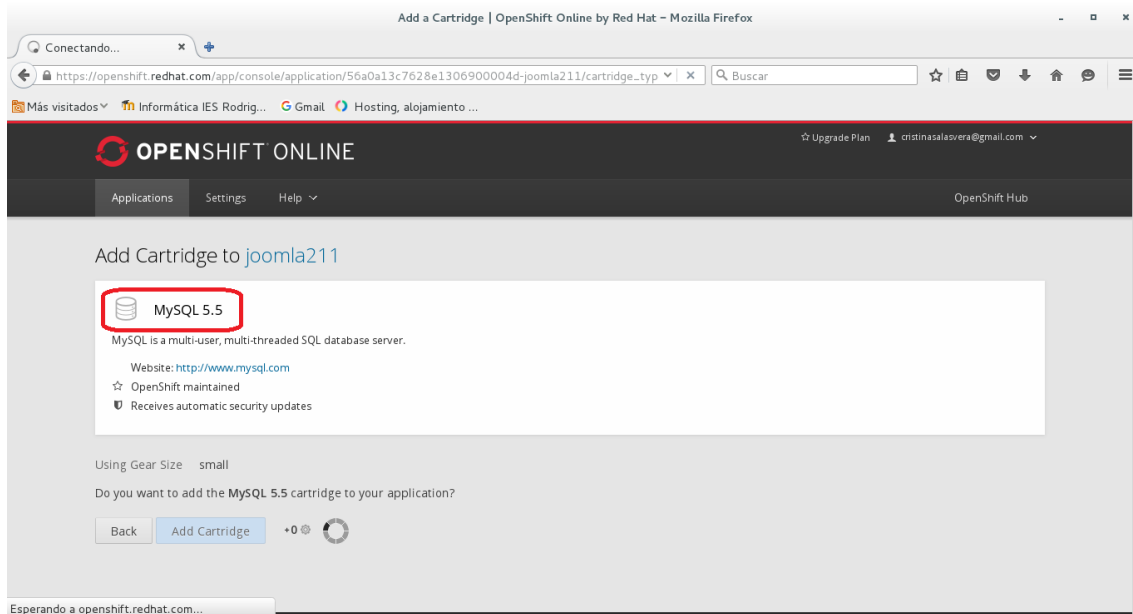 Add a Cartridge | OpenShift Online by Red Hat - Mozilla Firefox
Conectando...
https://openshift.redhat.com/app/console/application/56a0a13c7628e1306900004d-joomla211/cartridge_typ
Buscar
Más visitados
Informática IES Rodrig...
Gmail
Hosting, alojamiento ...
OPENSHIFT ONLINE
Upgrade Plan
cristinasalasvera@gmail.com
Applications
Settings
Help
OpenShift Hub
Add Cartridge to joomla211
MySQL 5.5
MySQL is a multi-user, multi-threaded SQL database server.
Website: http://www.mysql.com
OpenShift maintained
Receives automatic security updates
Using Gear Size small
Do you want to add the MySQL 5.5 cartridge to your application?
Back
Add Cartridge
+0
Esperando a openshift.redhat.com...